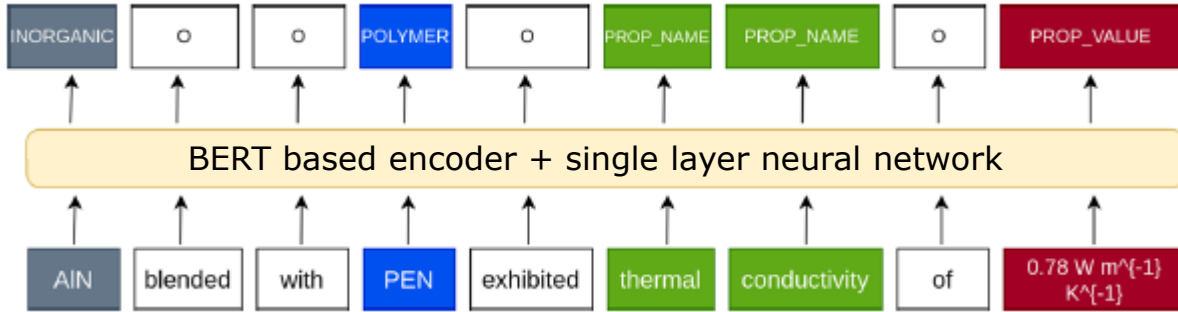 INORGANIC O O POLYMER O PROP_NAME PROP_NAME O PROP_VALUE
BERT based encoder + single layer neural network
AlN blended with PEN exhibited thermal conductivity of 0.78 W m^{-1}
K^{-1}